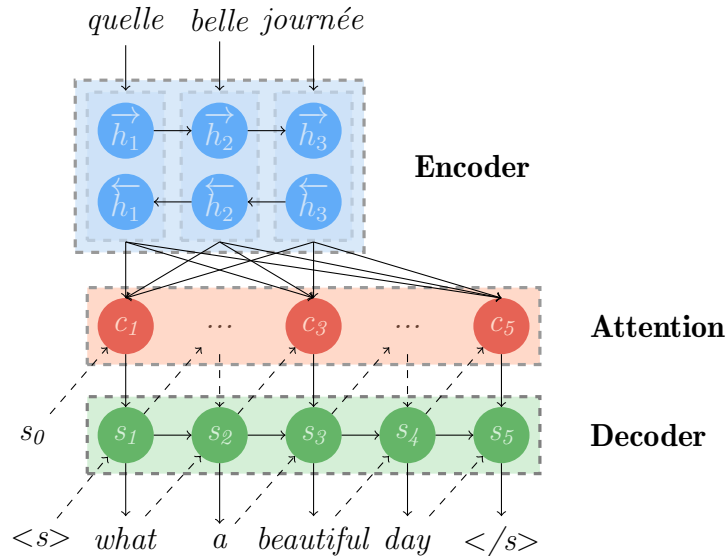 quelle belle journée
→h₁ →h₂ →h₃
Encoder
←h₁ ←h₂ ←h₃
c₁ ... c₃ ... c₅
Attention
s₀ s₁ s₂ s₃ s₄ s₅
Decoder
<s> what a beautiful day </s>